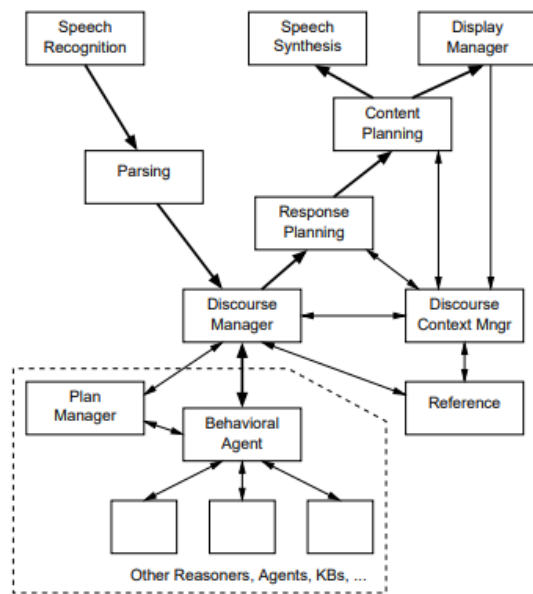 Speech
Recognition
Speech
Synthesis
Display
Manager
Content
Planning
Parsing
Response
Planning
Discourse
Manager
Discourse
Context Mngr
Plan
Manager
Behavioral
Agent
Reference
Other Reasoners, Agents, KBs, ...